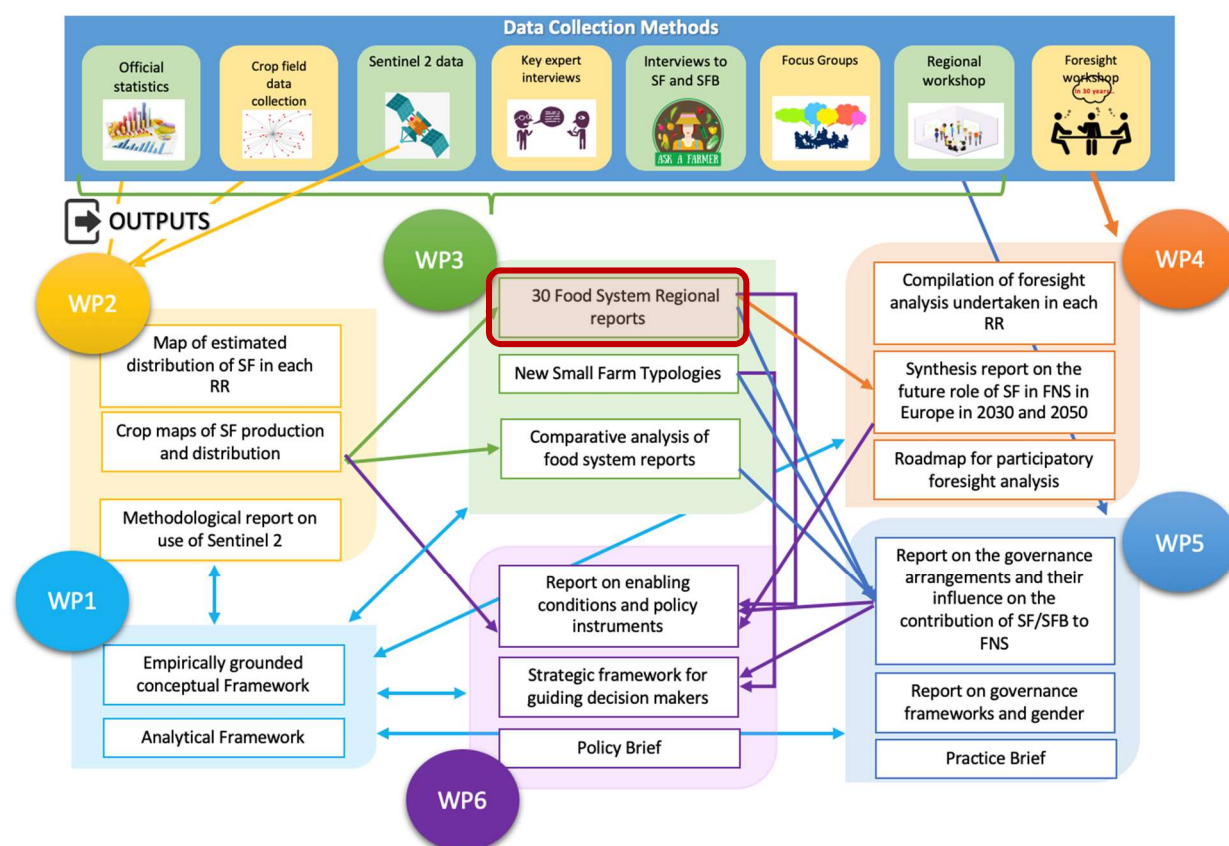 Data Collection Methods
Official
statistics
Crop field
data
collection
Sentinel 2 data
Key expert
interviews
Interviews to
SF and SFB
ASK A FARMER
Focus Groups
Regional
workshop
Foresight
workshop
In 30 years...
OUTPUTS
WP2
Map of estimated
distribution of SF in each
RR
Crop maps of SF production
and distribution
Methodological report on
use of Sentinel 2
WP3
30 Food System Regional
reports
New Small Farm Typologies
Comparative analysis of
food system reports
WP4
Compilation of foresight
analysis undertaken in each
RR
Synthesis report on the
future role of SF in FNS in
Europe in 2030 and 2050
Roadmap for participatory
foresight analysis
WP1
Empirically grounded
conceptual Framework
Analytical Framework
Report on enabling
conditions and policy
instruments
Strategic framework for
guiding decision makers
Policy Brief
WP6
WP5
Report on the governance
arrangements and their
influence on the
contribution of SF/SFB to
FNS
Report on governance
frameworks and gender
Practice Brief